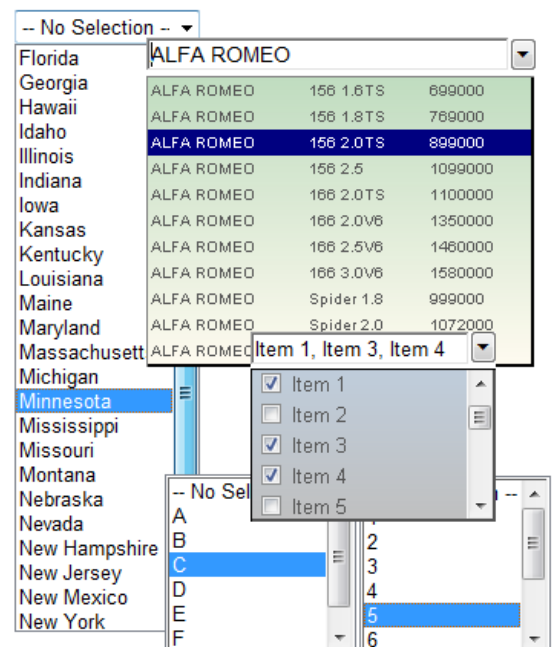 -- No Selection --
Florida
Georgia
Hawaii
Idaho
Illinois
Indiana
Iowa
Kansas
Kentucky
Louisiana
Maine
Maryland
Massachusett
Michigan
Minnesota
Mississippi
Missouri
Montana
Nebraska
Nevada
New Hampshire
New Jersey
New Mexico
New York
ALFA ROMEO
ALFA ROMEO 156 1.6TS 699000
ALFA ROMEO 156 1.8TS 769000
ALFA ROMEO 156 2.0TS 899000
ALFA ROMEO 156 2.5 1099000
ALFA ROMEO 166 2.0TS 1100000
ALFA ROMEO 166 2.0V6 1350000
ALFA ROMEO 166 2.5V6 1460000
ALFA ROMEO 166 3.0V6 1580000
ALFA ROMEO Spider 1.8 999000
ALFA ROMEO Spider 2.0 1072000
ALFA ROMEO
Item 1, Item 3, Item 4
Item 1
Item 2
Item 3
Item 4
Item 5
-- No Sel
A
B
C
D
E
F
--
2
3
4
5
6